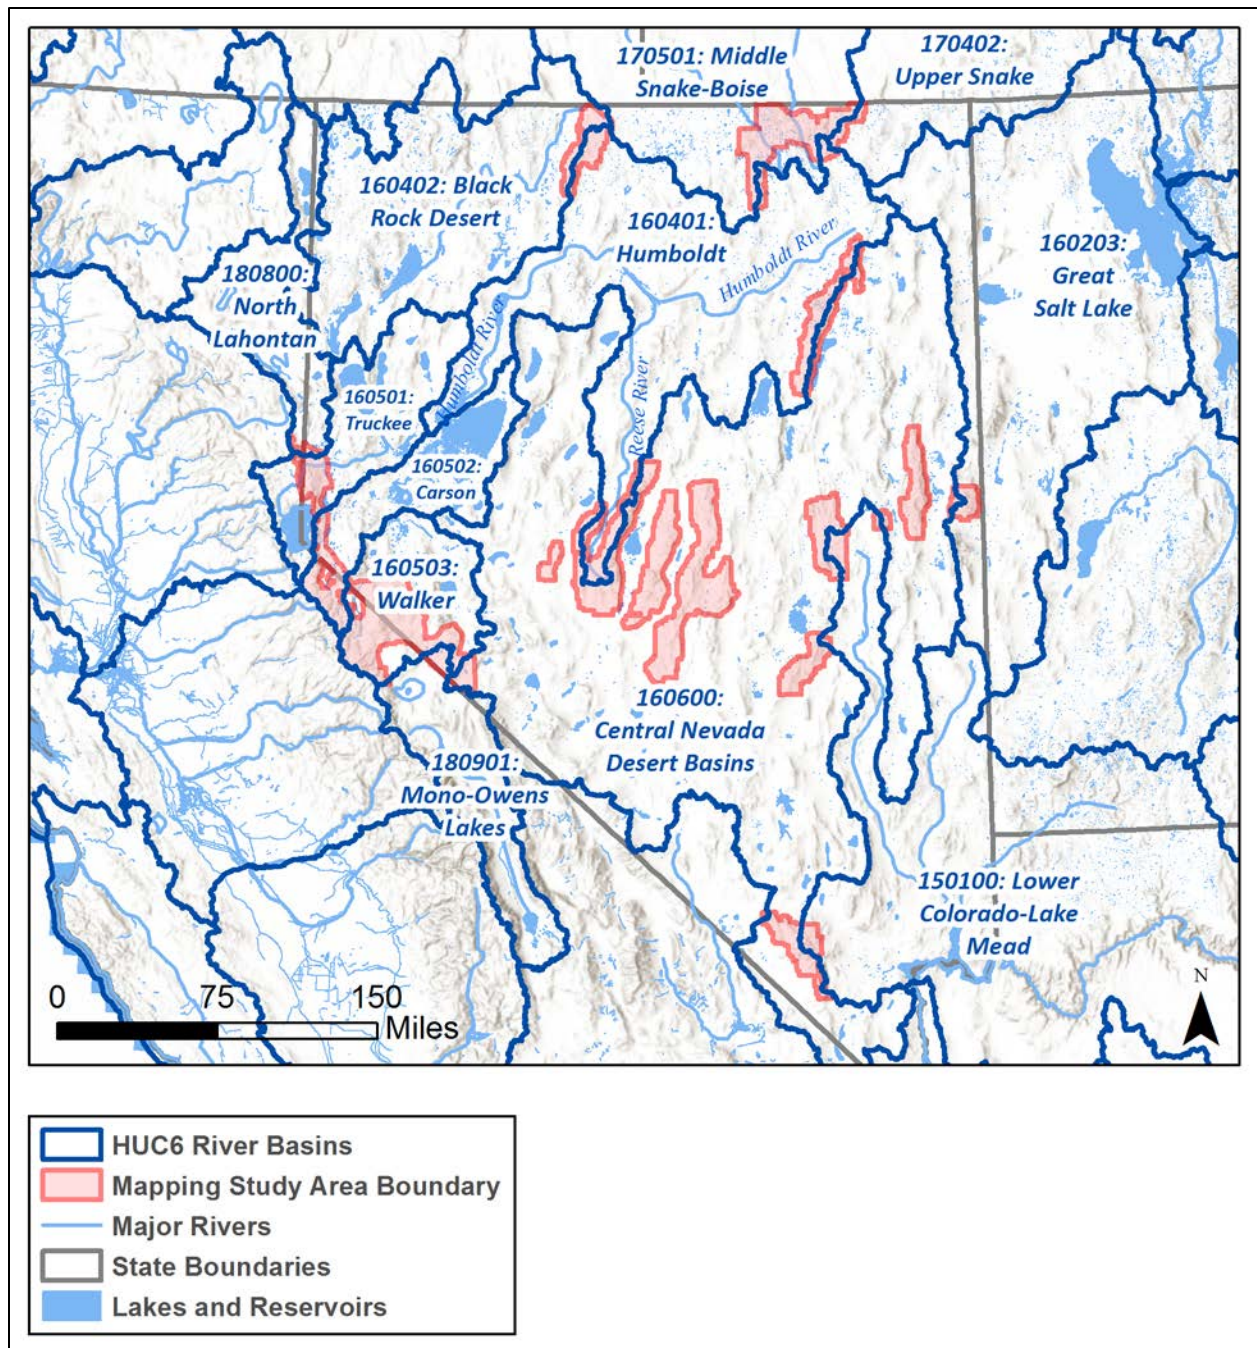 170501: Middle
Snake-Boise
170402:
Upper Snake
160402: Black
Rock Desert
160401:
Humboldt
Humboldt River
160203:
Great
Salt Lake
180800:
North
Lahontan
Humboldt River
160501:
Truckee
Reese River
160502:
Carson
160503:
Walker
160600:
Central Nevada
Desert Basins
180901:
Mono-Owens
Lakes
150100: Lower
Colorado-Lake
Mead
N
0 75 150
Miles
HUC6 River Basins
Mapping Study Area Boundary
Major Rivers
State Boundaries
Lakes and Reservoirs